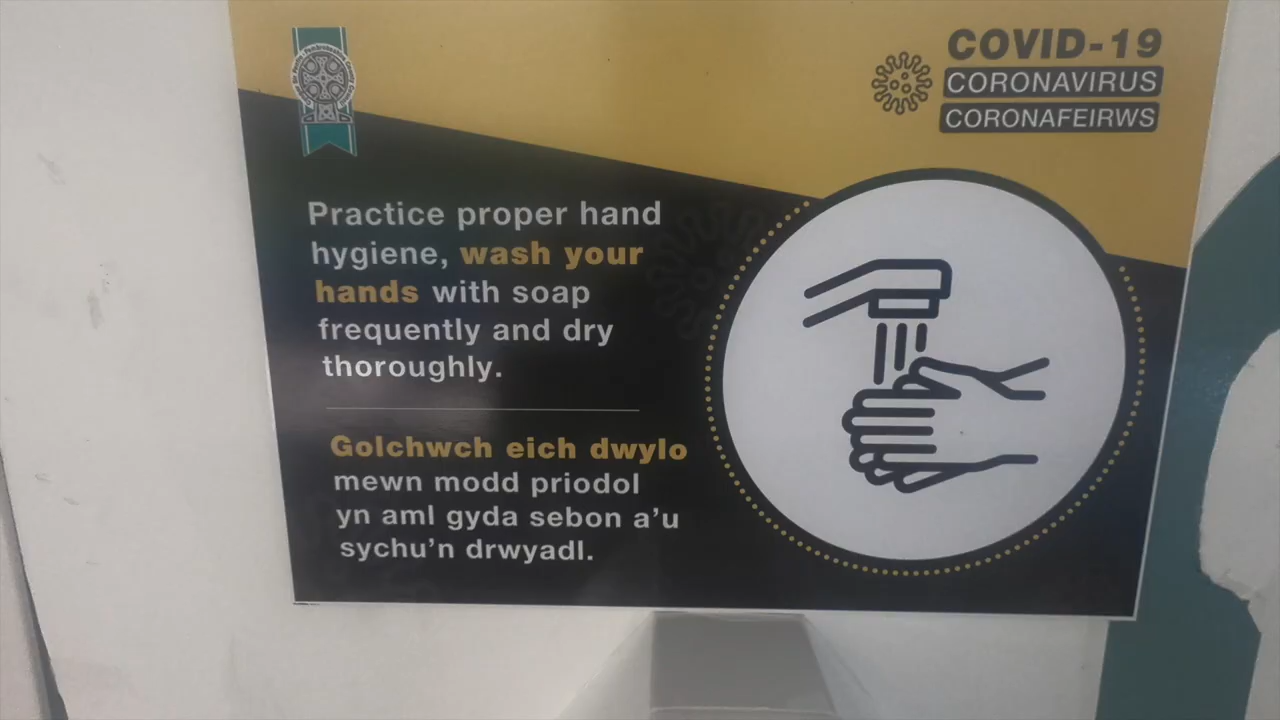 COVID-19
CORONAVIRUS
CORONAFEIRWS
Practice proper hand
hygiene, wash your
hands with soap
frequently and dry
thoroughly.
Golchwch eich dwylo
mewn modd priodol
yn aml gyda sebon a'u
sychu'n drwyadl.